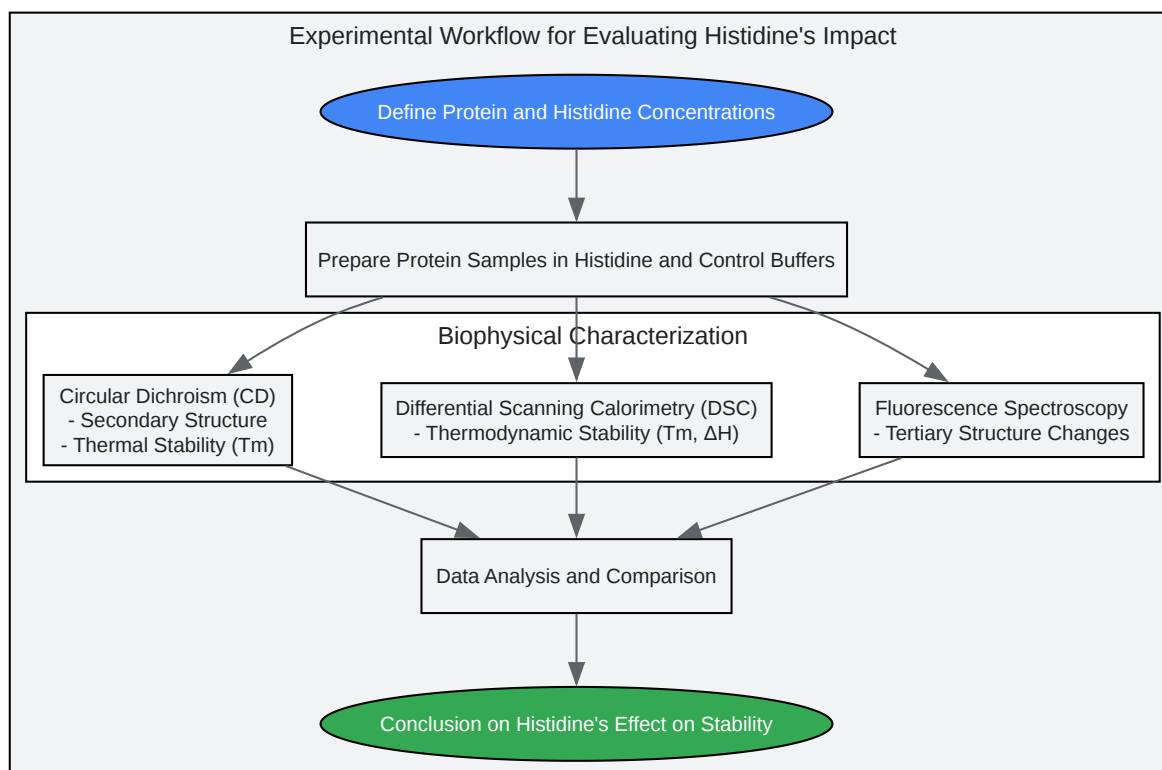 Experimental Workflow for Evaluating Histidine's Impact
Define Protein and Histidine Concentrations
Prepare Protein Samples in Histidine and Control Buffers
Biophysical Characterization
Circular Dichroism (CD)
- Secondary Structure
- Thermal Stability (Tm)
Differential Scanning Calorimetry (DSC)
- Thermodynamic Stability (Tm, ΔH)
Fluorescence Spectroscopy
- Tertiary Structure Changes
Data Analysis and Comparison
Conclusion on Histidine's Effect on Stability